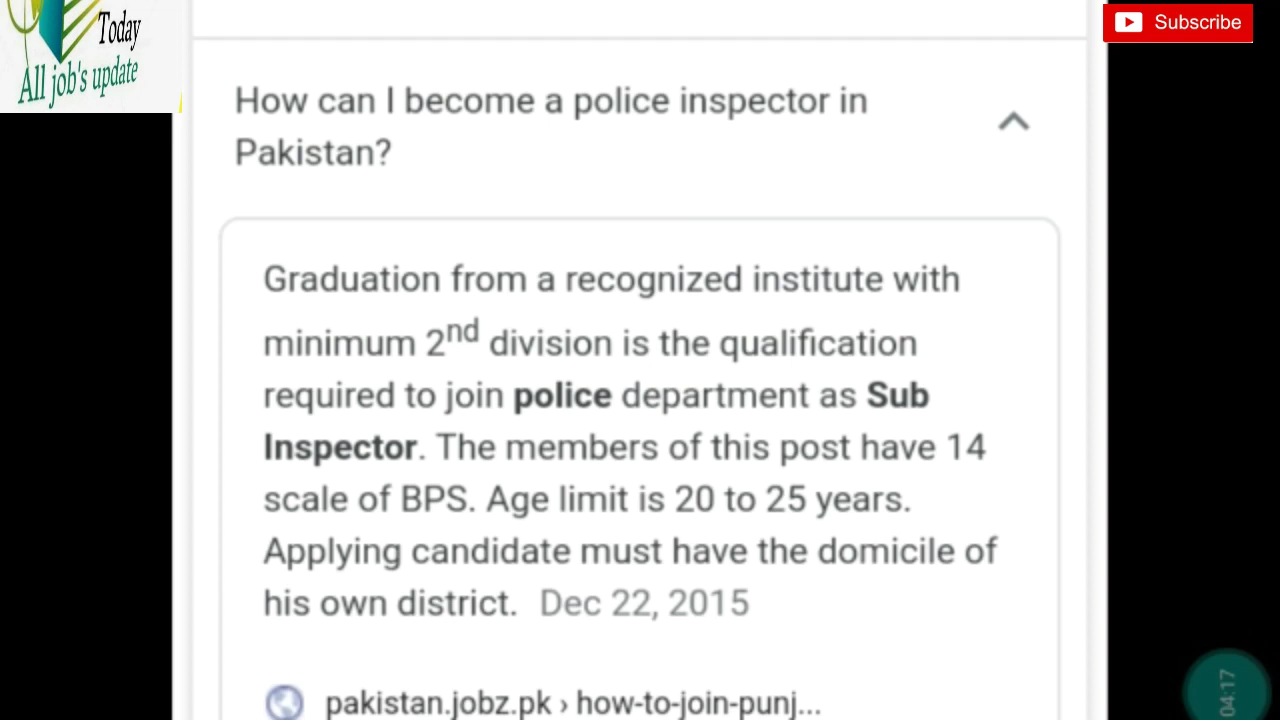 Today
All job's update
Subscribe
How can I become a police inspector in
Pakistan?
Graduation from a recognized institute with
minimum 2nd division is the qualification
required to join police department as Sub
Inspector. The members of this post have 14
scale of BPS. Age limit is 20 to 25 years.
Applying candidate must have the domicile of
his own district. Dec 22, 2015
pakistan.jobz.pk › how-to-join-punj...
04:17